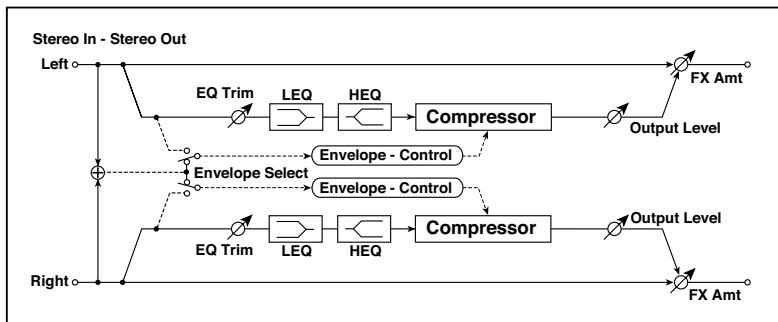 Stereo In - Stereo Out
Left
FX Amt
EQ Trim
LEQ
HEQ
Compressor
Output Level
Envelope - Control
Envelope Select
Envelope - Control
Output Level
EQ Trim
LEQ
HEQ
Compressor
Right
FX Amt